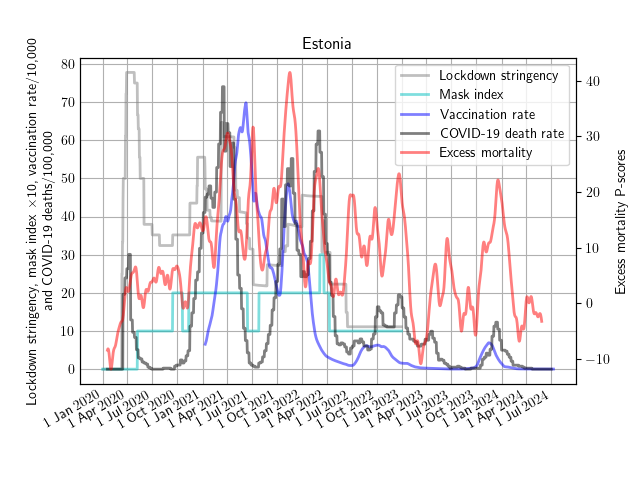 Estonia
Lockdown stringency, mask index ×10, vaccination rate/10,000
and COVID-19 deaths/100,000
80
70
60
50
40
30
20
10
0
Lockdown stringency
Mask index
Vaccination rate
COVID-19 death rate
Excess mortality
40
30
20
10
0
−10
Excess mortality P-scores
1 Jan 2020
1 Apr 2020
1 Jul 2020
1 Oct 2020
1 Jan 2021
1 Apr 2021
1 Jul 2021
1 Oct 2021
1 Jan 2022
1 Apr 2022
1 Jul 2022
1 Oct 2022
1 Jan 2023
1 Apr 2023
1 Jul 2023
1 Oct 2023
1 Jan 2024
1 Apr 2024
1 Jul 2024